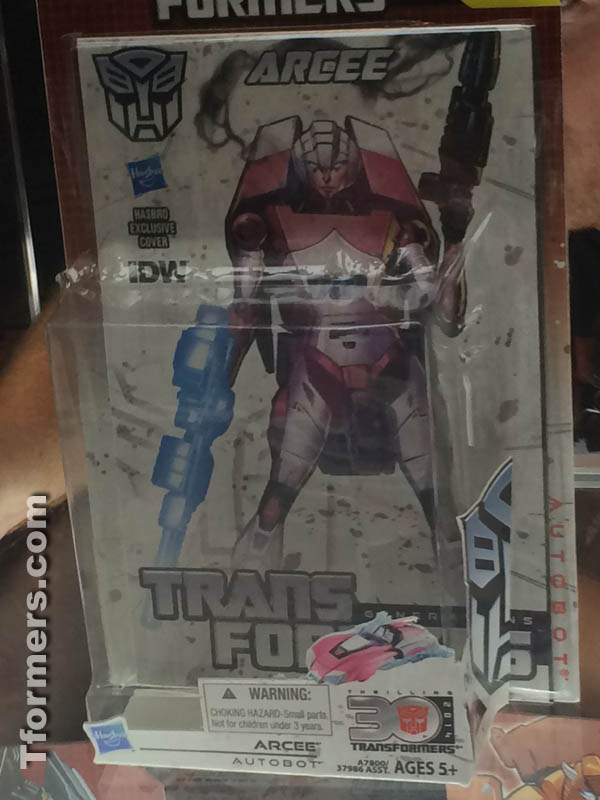 FORMERS
ARCEE
Hasbro
HASBRO
EXCLUSIVE
COVER
IDW
AUTOBOT
TRANS
FOR
WARNING:
CHOKING HAZARD-Small parts.
Not for children under 3 years.
THRILLING
30
TRANSFORMERS
Hasbro
ARCEE
AUTOBOT
A7800/
37986 ASST. AGES 5+
Tformers.com